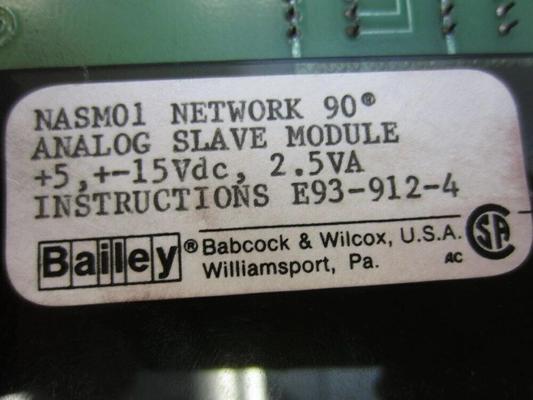 NASM01 NETWORK 90®
ANALOG SLAVE MODULE
+5,+-15Vdc, 2.5VA
INSTRUCTIONS E93-912-4
Bailey® Babcock & Wilcox, U.S.A.
Williamsport, Pa.
AC
SA